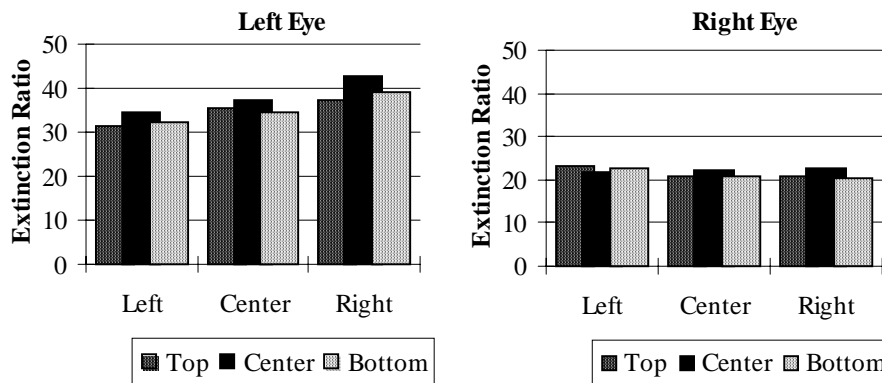 Left Eye
Extinction Ratio
50
40
30
20
10
0
Left Center Right
Top Center Bottom
Right Eye
Extinction Ratio
50
40
30
20
10
0
Left Center Right
Top Center Bottom